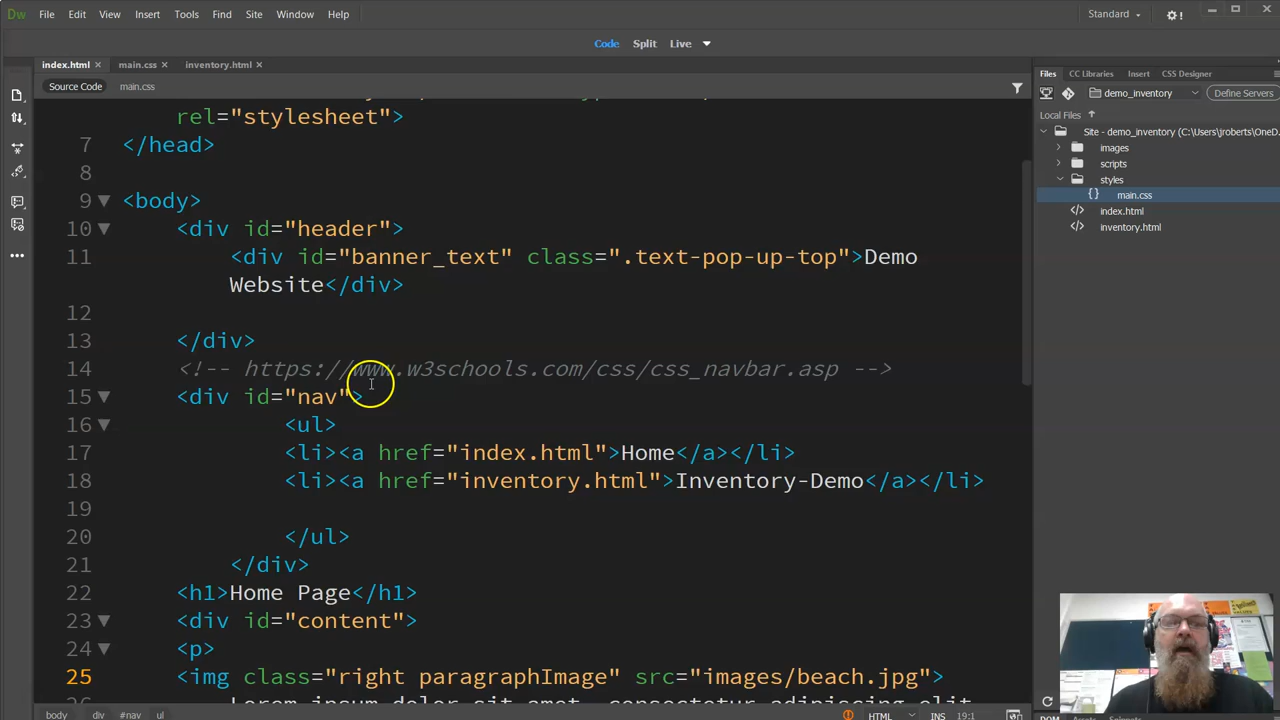 Dw File Edit View Insert Tools Find Site Window Help Standard
Code Split Live
index.html main.css inventory.html
Source Code main.css
rel="stylesheet">
7 </head>
8
9 <body>
10 <div id="header">
11 <div id="banner_text" class=".text-pop-up-top">Demo
Website</div>
12
13 </div>
14 <!-- https://www.w3schools.com/css/css_navbar.asp -->
15 <div id="nav">
16 <ul>
17 <li><a href="index.html">Home</a></li>
18 <li><a href="inventory.html">Inventory-Demo</a></li>
19
20 </ul>
21 </div>
22 <h1>Home Page</h1>
23 <div id="content">
24 <p>
25 <img class="right paragraphImage" src="images/beach.jpg">
body div #nav ul HTML INS 19:1
Files CC Libraries Insert CSS Designer
demo_inventory Define Servers
Local Files
Site - demo_inventory (C:\Users\jroberts\OneD...
images
scripts
styles
{} main.css
</> index.html
</> inventory.html